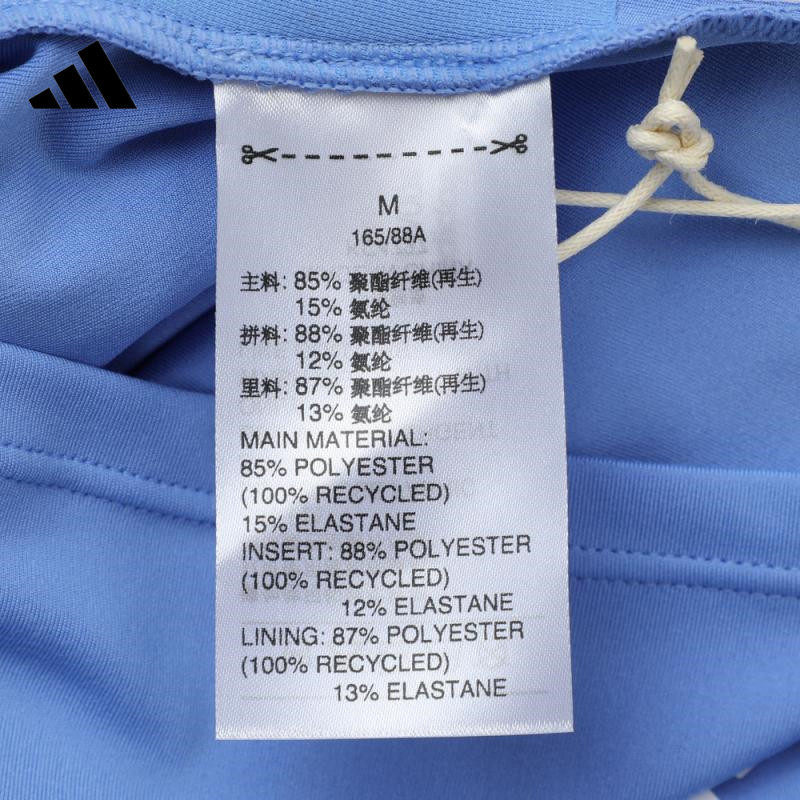 M
165/88A
主料: 85% 聚酯纤维(再生)
15% 氨纶
拼料: 88% 聚酯纤维(再生)
12% 氨纶
里料: 87% 聚酯纤维(再生)
13% 氨纶
MAIN MATERIAL:
85% POLYESTER
(100% RECYCLED)
15% ELASTANE
INSERT: 88% POLYESTER
(100% RECYCLED)
12% ELASTANE
LINING: 87% POLYESTER
(100% RECYCLED)
13% ELASTANE